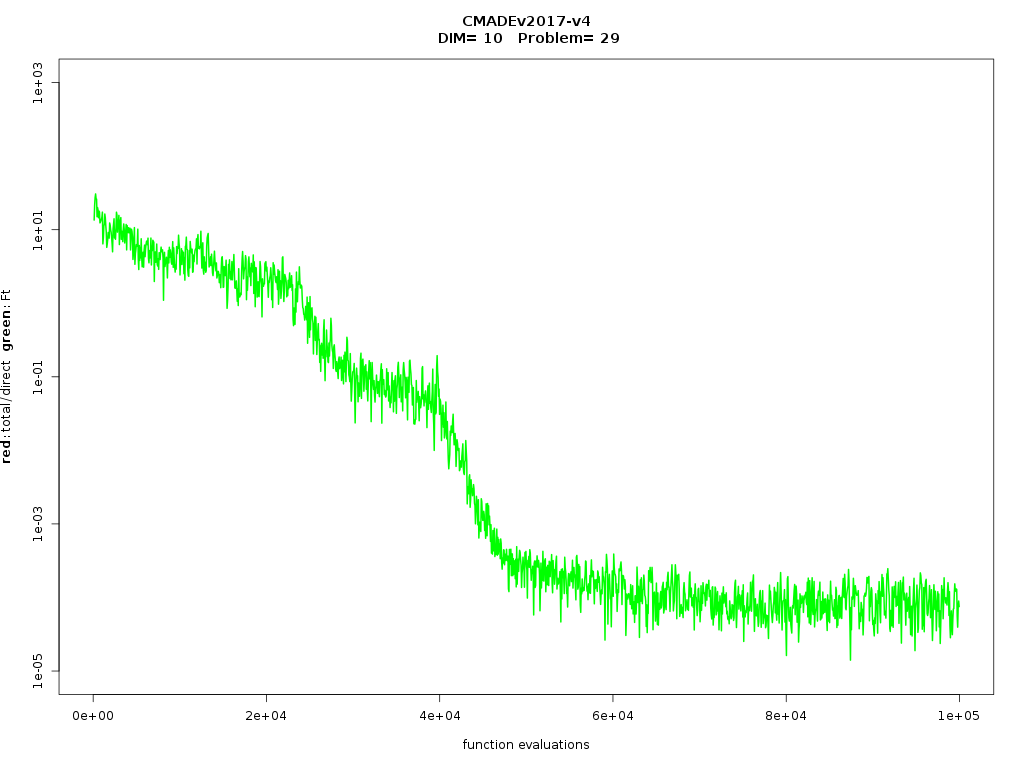 CMADEv2017-v4
DIM= 10 Problem= 29
red:total/direct green: Ft
1e+03
1e+01
1e-01
1e-03
1e-05
0e+00 2e+04 4e+04 6e+04 8e+04 1e+05
function evaluations